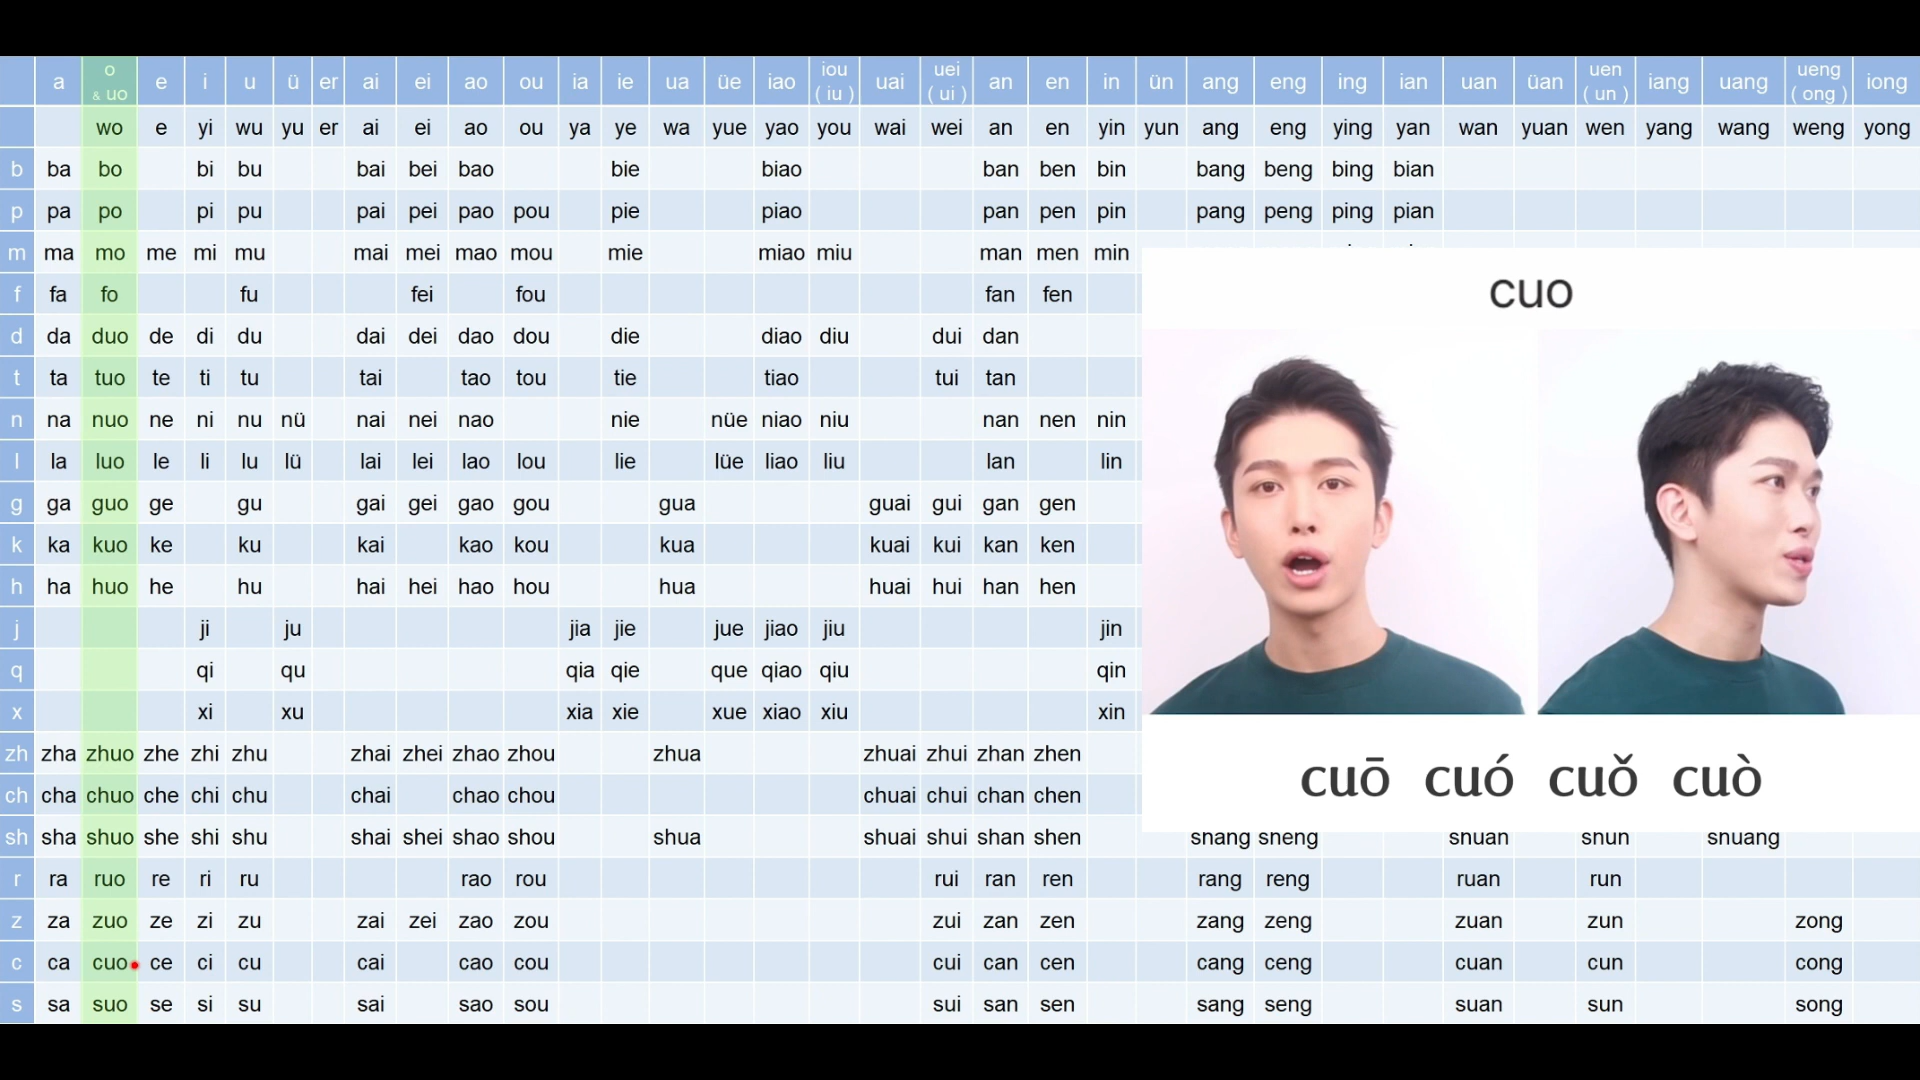 a o & uo e i u ü er ai ei ao ou ia ie ua üe iao iou ( iu ) uai uei ( ui ) an en in ün ang eng ing ian uan üan uen ( un ) iang uang ueng ( ong ) iong
wo e yi wu yu er ai ei ao ou ya ye wa yue yao you wai wei an en yin yun ang eng ying yan wan yuan wen yang wang weng yong
b ba bo bi bu bai bei bao bie biao ban ben bin bang beng bing bian
p pa po pi pu pai pei pao pou pie piao pan pen pin pang peng ping pian
m ma mo me mi mu mai mei mao mou mie miao miu man men min
f fa fo fu fei fou fan fen
d da duo de di du dai dei dao dou die diao diu dui dan
t ta tuo te ti tu tai tao tou tie tiao tui tan
n na nuo ne ni nu nü nai nei nao nie nüe niao niu nan nen nin
l la luo le li lu lü lai lei lao lou lie lüe liao liu lan lin
g ga guo ge gu gai gei gao gou gua guai gui gan gen
k ka kuo ke ku kai kao kou kua kuai kui kan ken
h ha huo he hu hai hei hao hou hua huai hui han hen
j ji ju jia jie jue jiao jiu jin
q qi qu qia qie que qiao qiu qin
x xi xu xia xie xue xiao xiu xin
zh zha zhuo zhe zhi zhu zhai zhei zhao zhou zhua zhuai zhui zhan zhen
ch cha chuo che chi chu chai chao chou chuai chui chan chen
sh sha shuo she shi shu shai shei shao shou shua shuai shui shan shen shang sheng shuan shun shuang
r ra ruo re ri ru rao rou rui ran ren rang reng ruan run
z za zuo ze zi zu zai zei zao zou zui zan zen zang zeng zuan zun zong
c ca cuo ce ci cu cai cao cou cui can cen cang ceng cuan cun cong
s sa suo se si su sai sao sou sui san sen sang seng suan sun song
cuo
cuō cuó cuǒ cuò